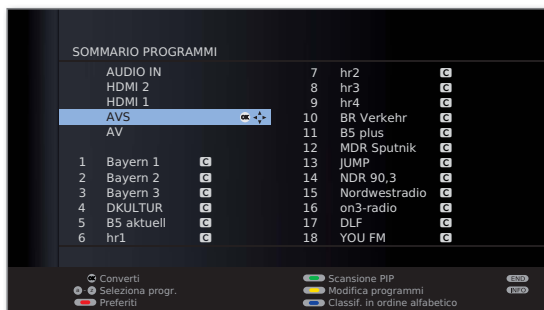 SOMMARIO PROGRAMMI
AUDIO IN
HDMI 2
HDMI 1
AVS OK
AV
1 Bayern 1 C
2 Bayern 2 C
3 Bayern 3 C
4 DKULTUR C
5 B5 aktuell C
6 hr1 C
7 hr2 C
8 hr3 C
9 hr4 C
10 BR Verkehr C
11 B5 plus C
12 MDR Sputnik C
13 JUMP C
14 NDR 90,3 C
15 Nordwestradio C
16 on3-radio C
17 DLF C
18 YOU FM C
OK Converti
Seleziona progr.
Preferiti
Scansione PIP
Modifica programmi
Classif. in ordine alfabetico
END
INFO